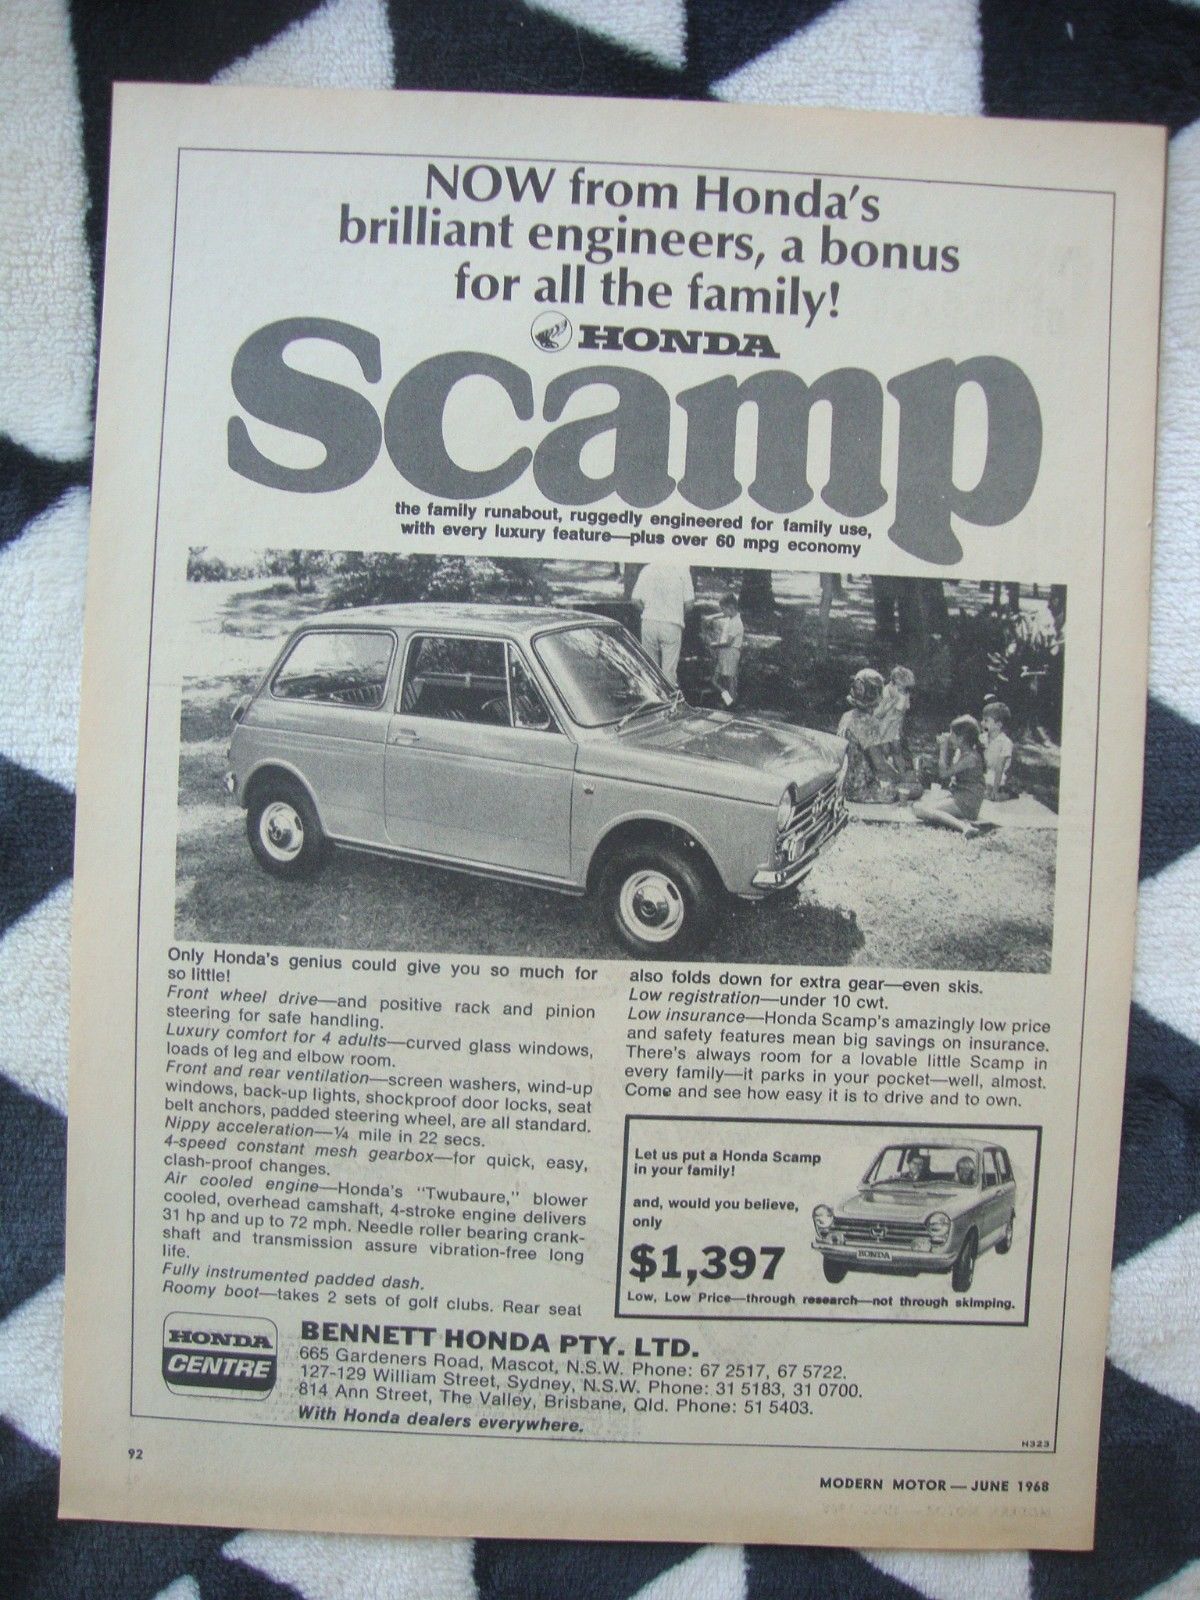 NOW from Honda's
brilliant engineers, a bonus
for all the family!
HONDA
Scamp
the family runabout, ruggedly engineered for family use,
with every luxury feature—plus over 60 mpg economy
Only Honda's genius could give you so much for
so little!
Front wheel drive—and positive rack and pinion
steering for safe handling.
Luxury comfort for 4 adults—curved glass windows,
loads of leg and elbow room.
Front and rear ventilation—screen washers, wind-up
windows, back-up lights, shockproof door locks, seat
belt anchors, padded steering wheel, are all standard.
Nippy acceleration—¼ mile in 22 secs.
4-speed constant mesh gearbox—for quick, easy,
clash-proof changes.
Air cooled engine—Honda's "Twubaure," blower
cooled, overhead camshaft, 4-stroke engine delivers
31 hp and up to 72 mph. Needle roller bearing crank-
shaft and transmission assure vibration-free long
life.
Fully instrumented padded dash.
Roomy boot—takes 2 sets of golf clubs. Rear seat
also folds down for extra gear—even skis.
Low registration—under 10 cwt.
Low insurance—Honda Scamp's amazingly low price
and safety features mean big savings on insurance.
There's always room for a lovable little Scamp in
every family—it parks in your pocket—well, almost.
Come and see how easy it is to drive and to own.
Let us put a Honda Scamp
in your family!
and, would you believe,
only
$1,397
HONDA
Low, Low Price—through research—not through skimping.
HONDA
CENTRE
BENNETT HONDA PTY. LTD.
665 Gardeners Road, Mascot, N.S.W. Phone: 67 2517, 67 5722.
127-129 William Street, Sydney, N.S.W. Phone: 31 5183, 31 0700.
814 Ann Street, The Valley, Brisbane, Qld. Phone: 51 5403.
With Honda dealers everywhere.
H323
92
MODERN MOTOR — JUNE 1968